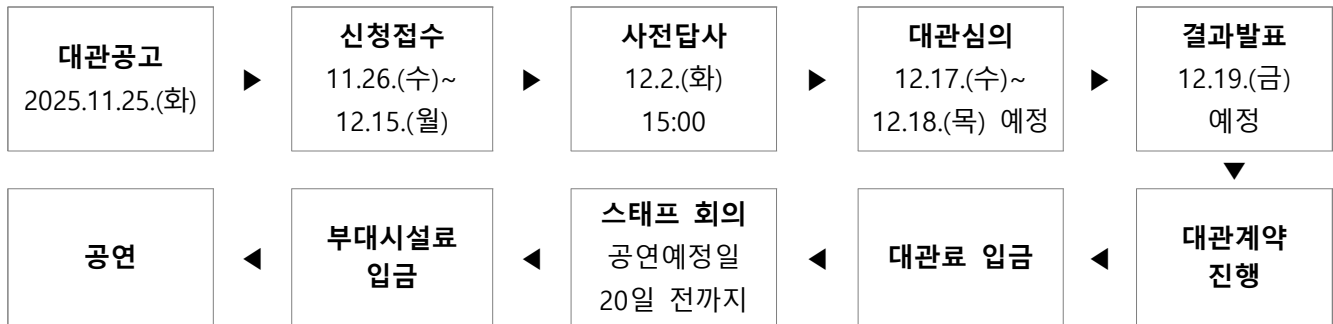 대관공고
2025.11.25.(화)
▶
신청접수
11.26.(수)~
12.15.(월)
▶
사전답사
12.2.(화)
15:00
▶
대관심의
12.17.(수)~
12.18.(목) 예정
▶
결과발표
12.19.(금)
예정
▼
대관계약
진행
◀
대관료 입금
◀
스태프 회의
공연예정일
20일 전까지
◀
부대시설료
입금
◀
공연